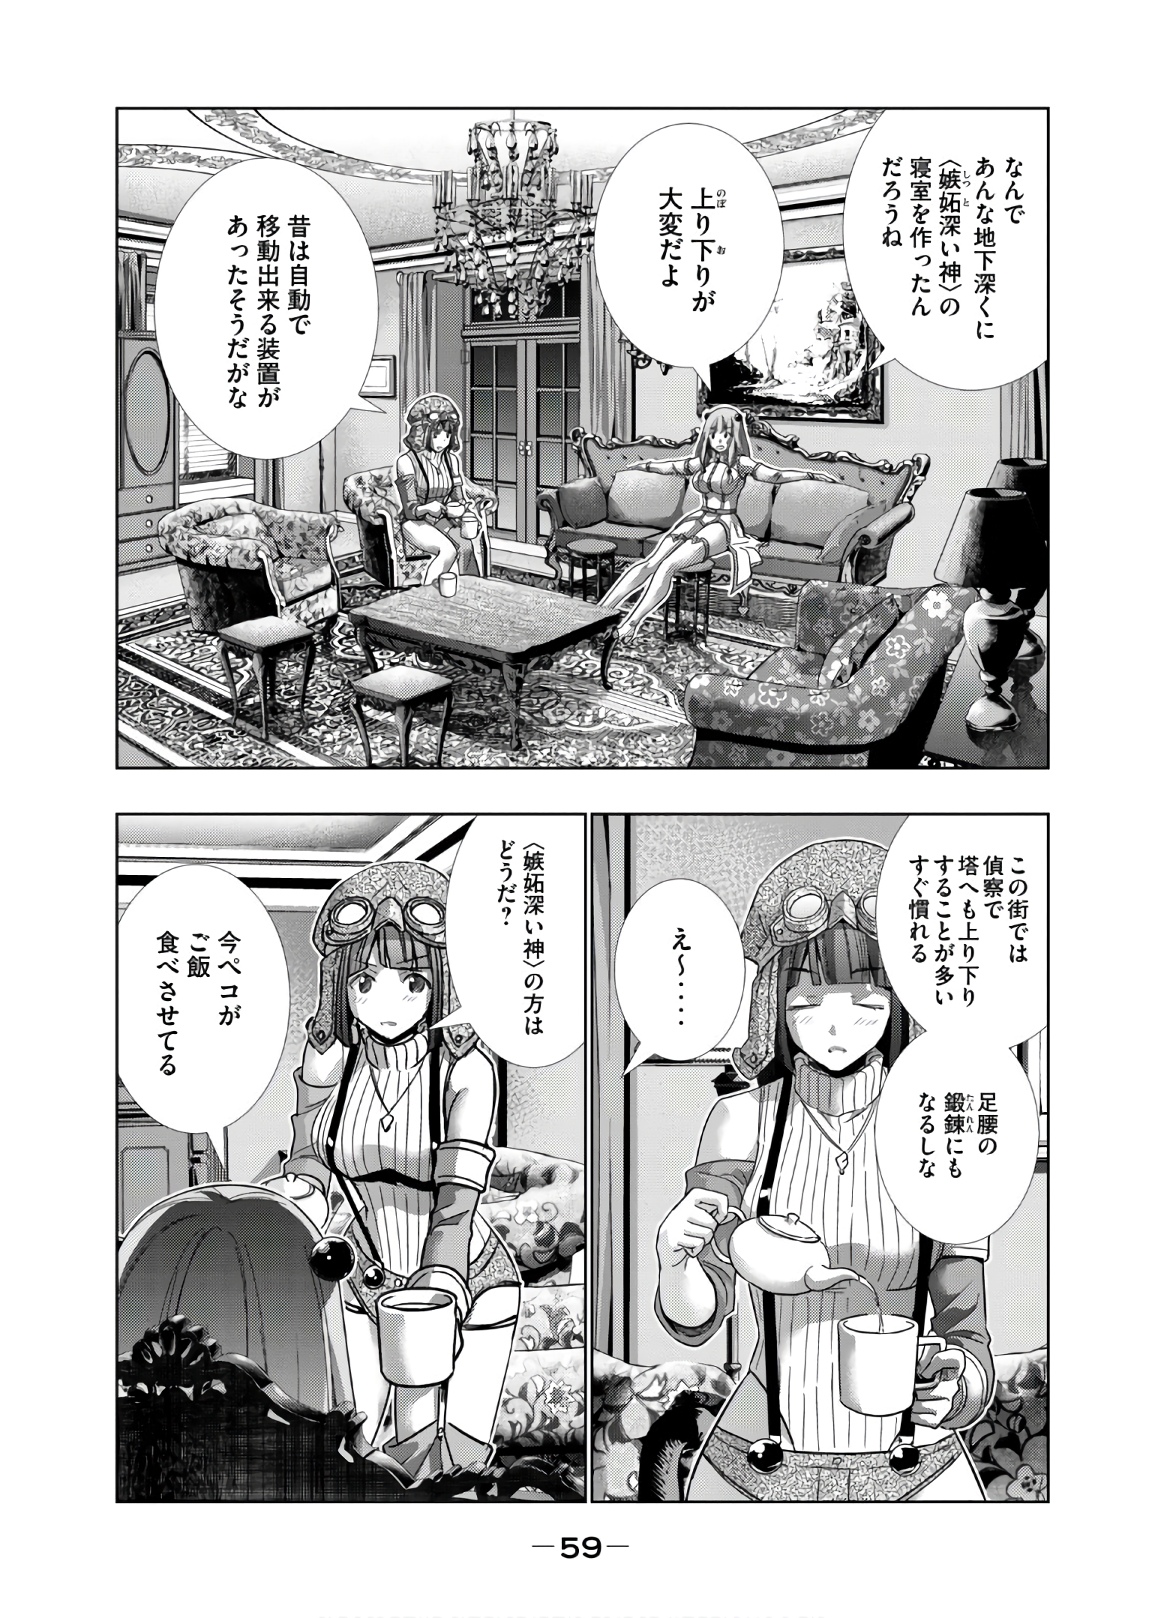 なんで
あんな地下深くに
〈嫉妬深い神〉の
寝室を作ったん
だろうね
上り下りが
大変だよ
昔は自動で
移動出来る装置が
あったそうだがな
この街では
偵察で
塔へも上り下り
することが多い
すぐ慣れる
足腰の
鍛錬にも
なるしな
え〜‥‥
〈嫉妬深い神〉の方は
どうだ？
今ペコが
ご飯
食べさせてる
―59―